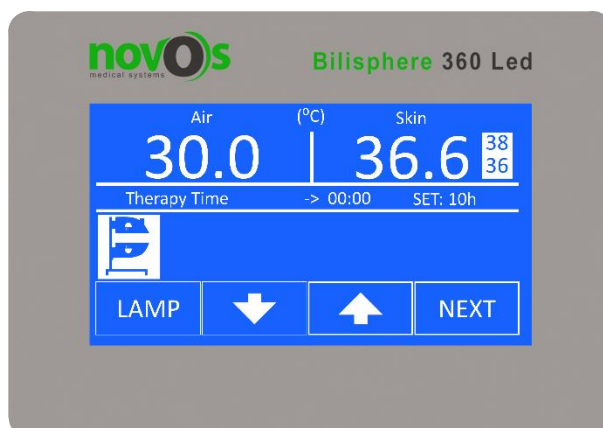 novOs
medical systems
Bilisphere 360 Led
Air (°C) Skin
30.0 36.6 38
36
Therapy Time -> 00:00 SET: 10h
LAMP NEXT